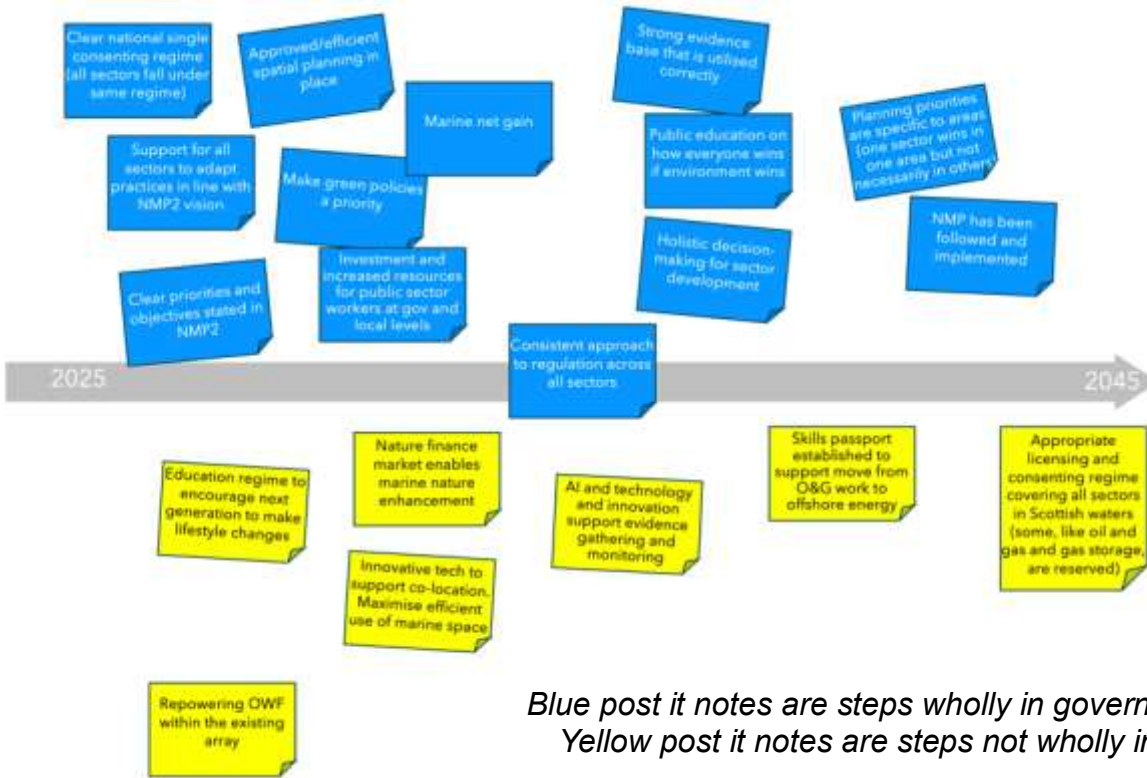 Clear national single
consenting regime
(all sectors fall under
same regime)
Approved/efficient
spatial planning in
place
Marine net gain
Support for all
sectors to adapt
practices in line with
NMP2 vision
Make green policies
a priority
Clear priorities and
objectives stated in
NMP2
Investment and
increased resources
for public sector
workers at gov and
local levels
Strong evidence
base that is utilised
correctly
Public education on
how everyone wins
if environment wins
Holistic decision-
making for sector
development
Planning priorities
are specific to areas
(one sector wins in
one area but not
necessarily in other
NMP has been
followed and
implemented
Consistent approach
to regulation across
all sectors
2025
2045
Education regime to
encourage next
generation to make
lifestyle changes
Nature finance
market enables
marine nature
enhancement
Innovative tech to
support co-location.
Maximise efficient
use of marine space
AI and technology
and innovation
support evidence
gathering and
monitoring
Skills passport
established to
support move from
O&G work to
offshore energy
Appropriate
licensing and
consenting regime
covering all sectors
in Scottish waters
(some, like oil and
gas and gas storage,
are reserved)
Repowering OWF
within the existing
array
Blue post it notes are steps wholly in govern
Yellow post it notes are steps not wholly in